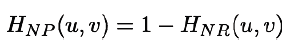 H_{NP}(u, v) = 1 − H_{NR}(u, v)